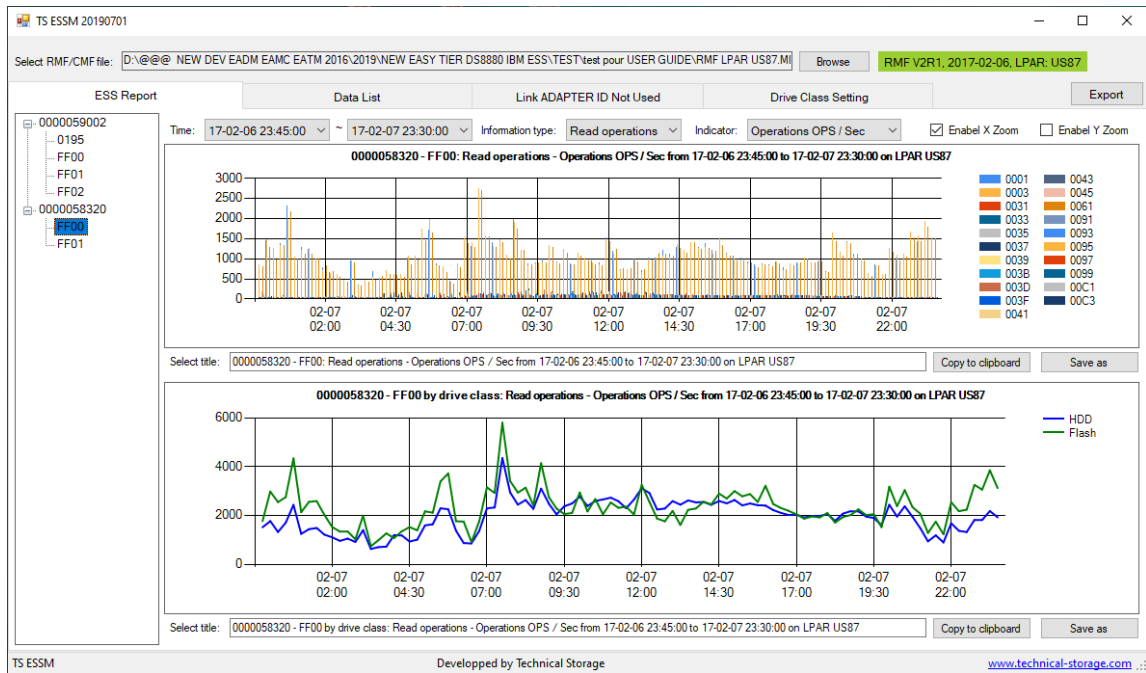 TS ESSM 20190701
Select RMF/CMF file: D:\@@@ NEW DEV EADM EAMC EATM 2016\2019\NEW EASY TIER DS8880 IBM ESS\TEST\test pour USER GUIDE\RMF LPAR US87.MI Browse RMF V2R1, 2017-02-06, LPAR: US87
ESS Report Data List Link ADAPTER ID Not Used Drive Class Setting Export
0000059002
0195
FF00
FF01
FF02
0000058320
FF00
FF01
Time: 17-02-06 23:45:00 ~ 17-02-07 23:30:00 Information type: Read operations Indicator: Operations OPS / Sec Enabel X Zoom Enabel Y Zoom
0000058320 - FF00: Read operations - Operations OPS / Sec from 17-02-06 23:45:00 to 17-02-07 23:30:00 on LPAR US87
3000
2500
2000
1500
1000
500
0
02-07 02-07 02-07 02-07 02-07 02-07 02-07 02-07 02-07
02:00 04:30 07:00 09:30 12:00 14:30 17:00 19:30 22:00
0001 0043
0003 0045
0031 0061
0033 0091
0035 0093
0037 0095
0039 0097
003B 0099
003D 00C1
003F 00C3
0041
Select title: 0000058320 - FF00: Read operations - Operations OPS / Sec from 17-02-06 23:45:00 to 17-02-07 23:30:00 on LPAR US87 Copy to clipboard Save as
0000058320 - FF00 by drive class: Read operations - Operations OPS / Sec from 17-02-06 23:45:00 to 17-02-07 23:30:00 on LPAR US87
6000
4000
2000
0
02-07 02-07 02-07 02-07 02-07 02-07 02-07 02-07 02-07
02:00 04:30 07:00 09:30 12:00 14:30 17:00 19:30 22:00
HDD
Flash
Select title: 0000058320 - FF00 by drive class: Read operations - Operations OPS / Sec from 17-02-06 23:45:00 to 17-02-07 23:30:00 on LPAR US87 Copy to clipboard Save as
TS ESSM Developped by Technical Storage www.technical-storage.com